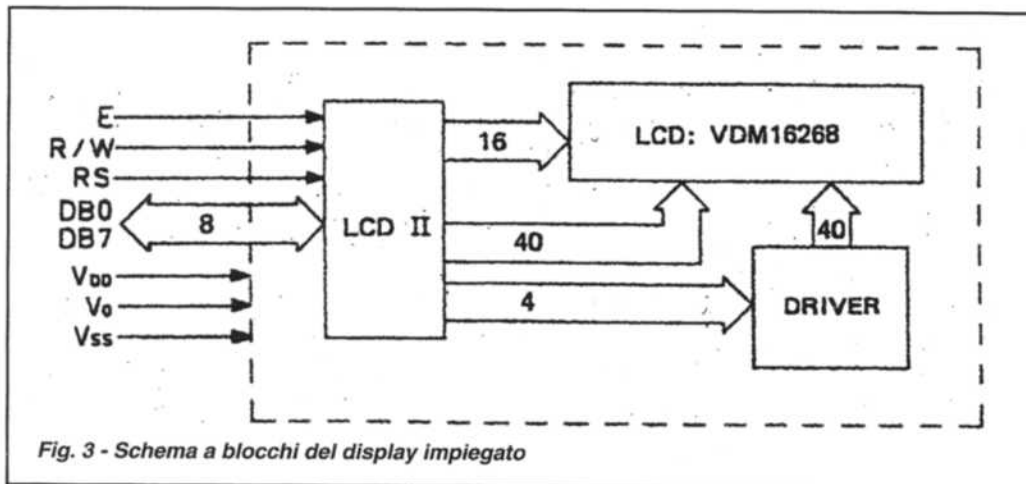 E
R/W
RS
DB0
DB7
8
VDD
V0
VSS
LCD II
16
40
4
LCD: VDM16268
40
DRIVER
Fig. 3 - Schema a blocchi del display impiegato